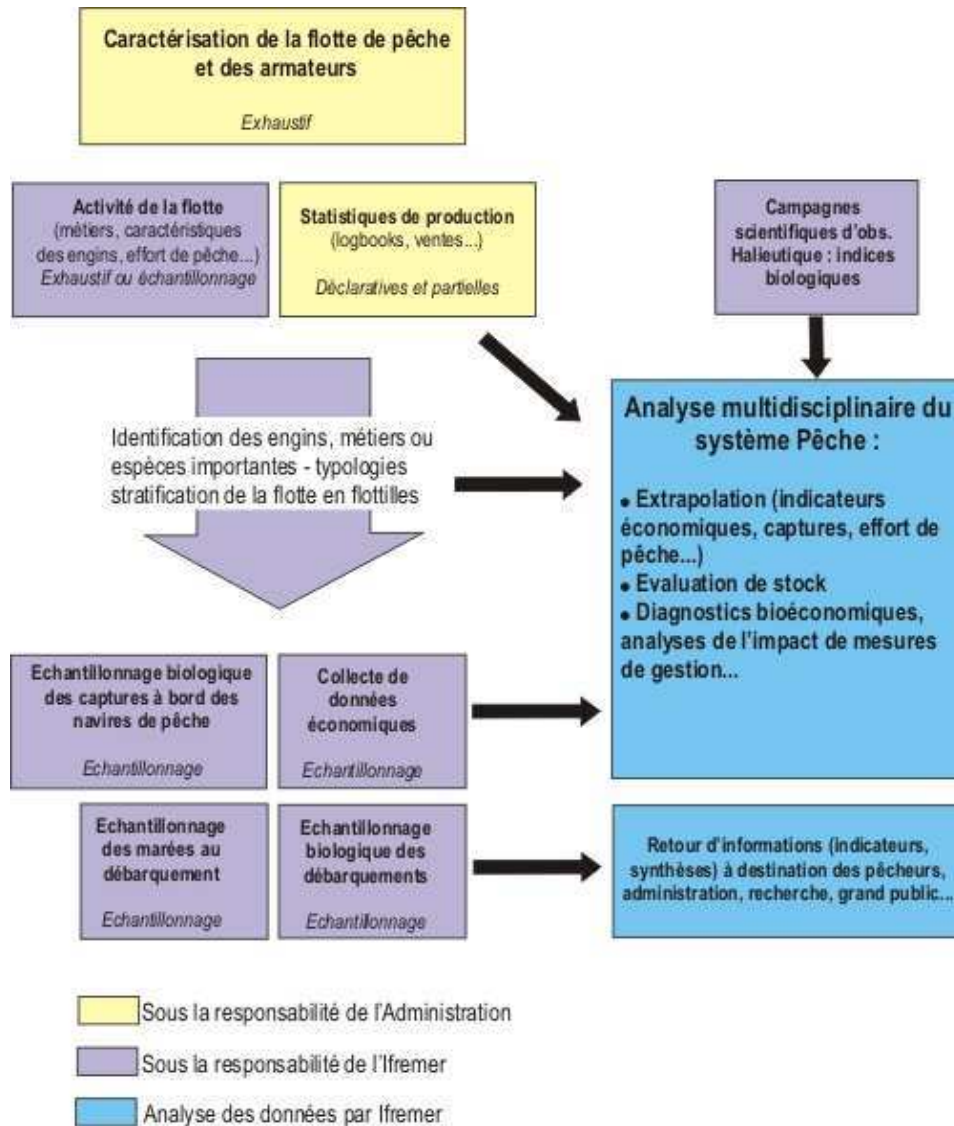 Caractérisation de la flotte de pêche
et des armateurs
Exhaustif
Activité de la flotte
(métiers, caractéristiques
des engins, effort de pêche...)
Exhaustif ou échantillonnage
Statistiques de production
(logbooks, ventes...)
Déclaratives et partielles
Campagnes
scientifiques d'obs.
Halieutique : indices
biologiques
Identification des engins, métiers ou
espèces importantes - typologies
stratification de la flotte en flottilles
Analyse multidisciplinaire du
système Pêche :
• Extrapolation (indicateurs
économiques, captures, effort de
pêche...)
• Evaluation de stock
• Diagnostics bioéconomiques,
analyses de l'impact de mesures
de gestion...
Echantillonnage biologique
des captures à bord des
navires de pêche
Echantillonnage
Collecte de
données
économiques
Echantillonnage
Echantillonnage
des marées au
débarquement
Echantillonnage
Echantillonnage
biologique des
débarquements
Echantillonnage
Retour d'informations (indicateurs,
synthèses) à destination des pêcheurs,
administration, recherche, grand public...
Sous la responsabilité de l'Administration
Sous la responsabilité de l'Ifremer
Analyse des données par Ifremer